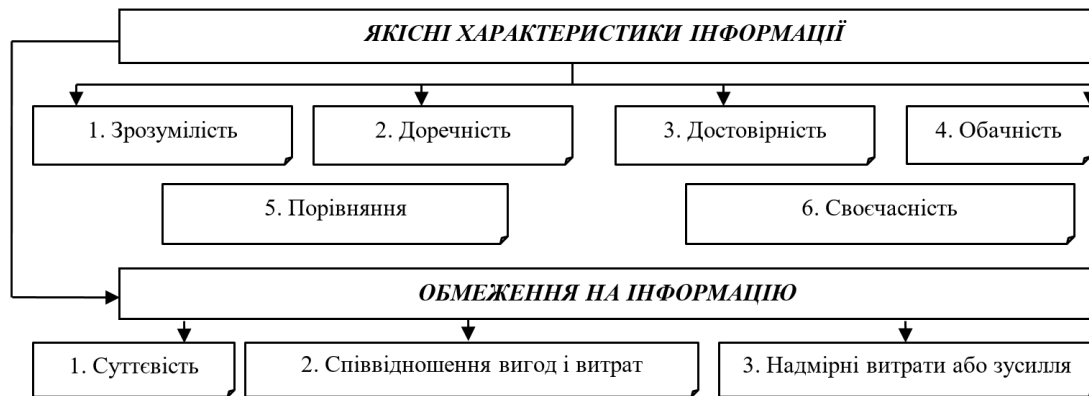 ЯКІСНІ ХАРАКТЕРИСТИКИ ІНФОРМАЦІЇ
1. Зрозумілість
2. Доречність
3. Достовірність
4. Обачність
5. Порівняння
6. Своєчасність
ОБМЕЖЕННЯ НА ІНФОРМАЦІЮ
1. Суттєвість
2. Співвідношення вигод і витрат
3. Надмірні витрати або зусилля